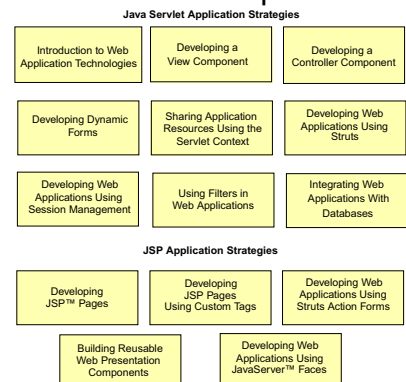 Java Servlet Application Strategies
Introduction to Web
Application Technologies
Developing a
View Component
Developing a
Controller Component
Developing Dynamic
Forms
Sharing Application
Resources Using the
Servlet Context
Developing Web
Applications Using
Struts
Developing Web
Applications Using
Session Management
Using Filters in
Web Applications
Integrating Web
Applications With
Databases
JSP Application Strategies
Developing
JSP™ Pages
Developing
JSP Pages
Using Custom Tags
Developing Web
Applications Using
Struts Action Forms
Building Reusable
Web Presentation
Components
Developing Web
Applications Using
JavaServer™ Faces